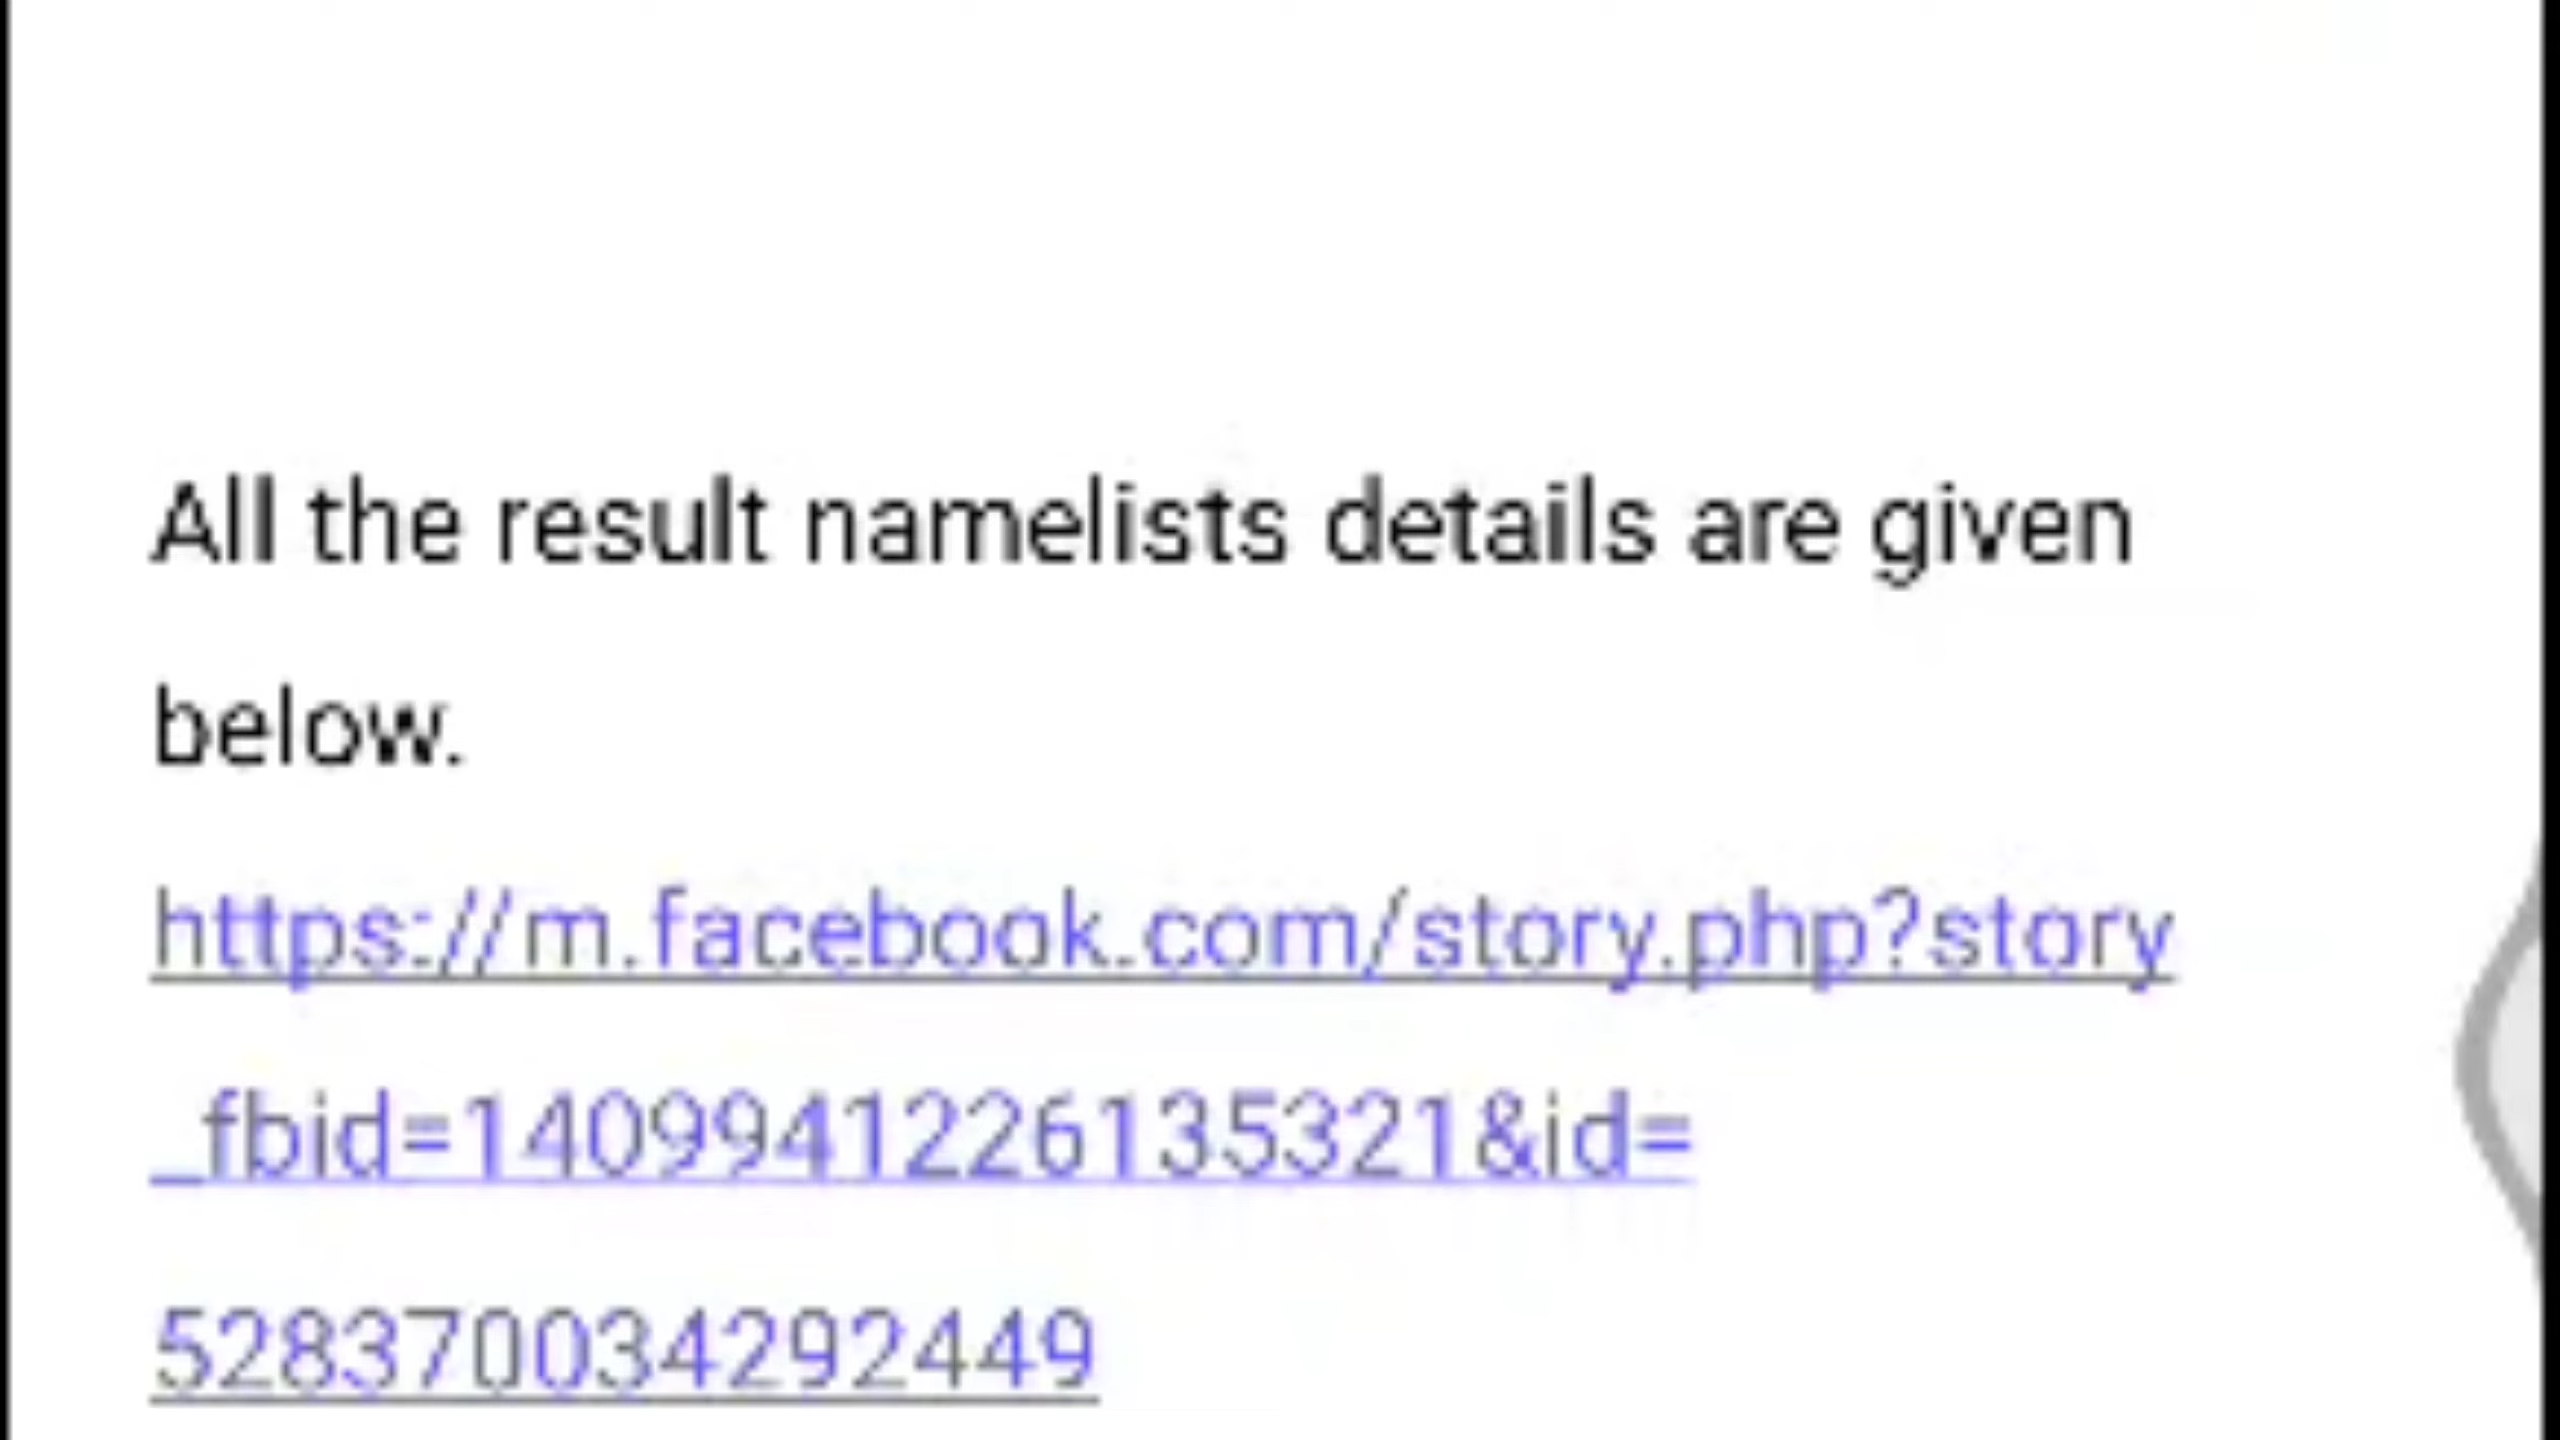 All the result namelists details are given
below.
https://m.facebook.com/story.php?story
_fbid=1409941226135321&id=
528370034292449